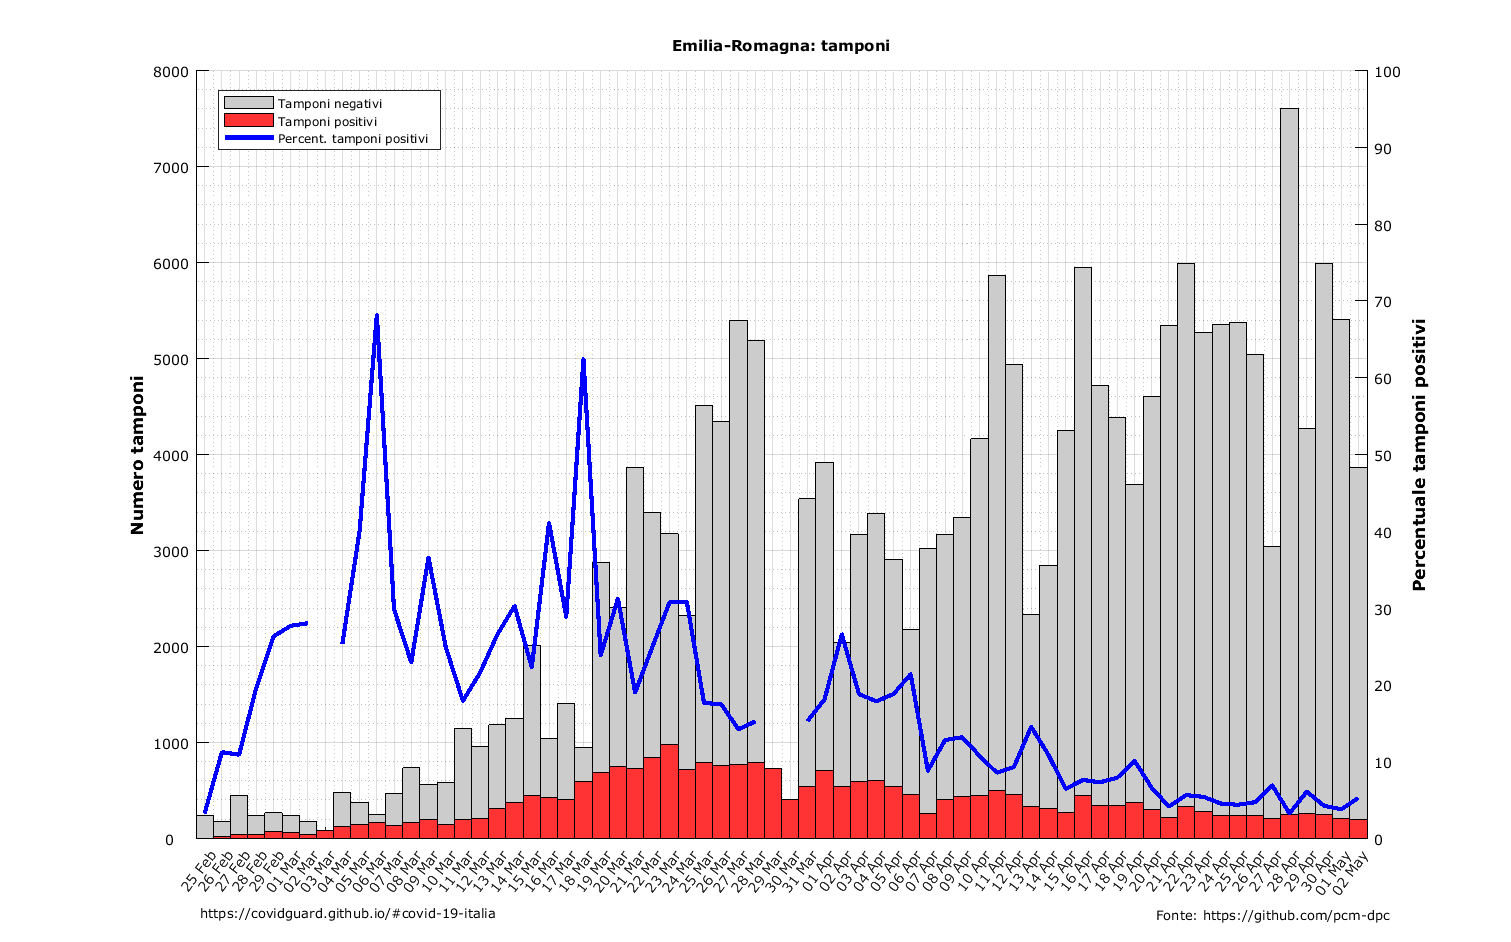 Emilia-Romagna: tamponi
8000
7000
6000
5000
4000
3000
2000
1000
0
Numero tamponi
Tamponi negativi
Tamponi positivi
Percent. tamponi positivi
100
90
80
70
60
50
40
30
20
10
0
Percentuale tamponi positivi
25 Feb
26 Feb
27 Feb
28 Feb
29 Feb
01 Mar
02 Mar
03 Mar
04 Mar
05 Mar
06 Mar
07 Mar
08 Mar
09 Mar
10 Mar
11 Mar
12 Mar
13 Mar
14 Mar
15 Mar
16 Mar
17 Mar
18 Mar
19 Mar
20 Mar
21 Mar
22 Mar
23 Mar
24 Mar
25 Mar
26 Mar
27 Mar
28 Mar
29 Mar
30 Mar
31 Mar
01 Apr
02 Apr
03 Apr
04 Apr
05 Apr
06 Apr
07 Apr
08 Apr
09 Apr
10 Apr
11 Apr
12 Apr
13 Apr
14 Apr
15 Apr
16 Apr
17 Apr
18 Apr
19 Apr
20 Apr
21 Apr
22 Apr
23 Apr
24 Apr
25 Apr
26 Apr
27 Apr
28 Apr
29 Apr
30 Apr
01 May
02 May
https://covidguard.github.io/#covid-19-italia
Fonte: https://github.com/pcm-dpc